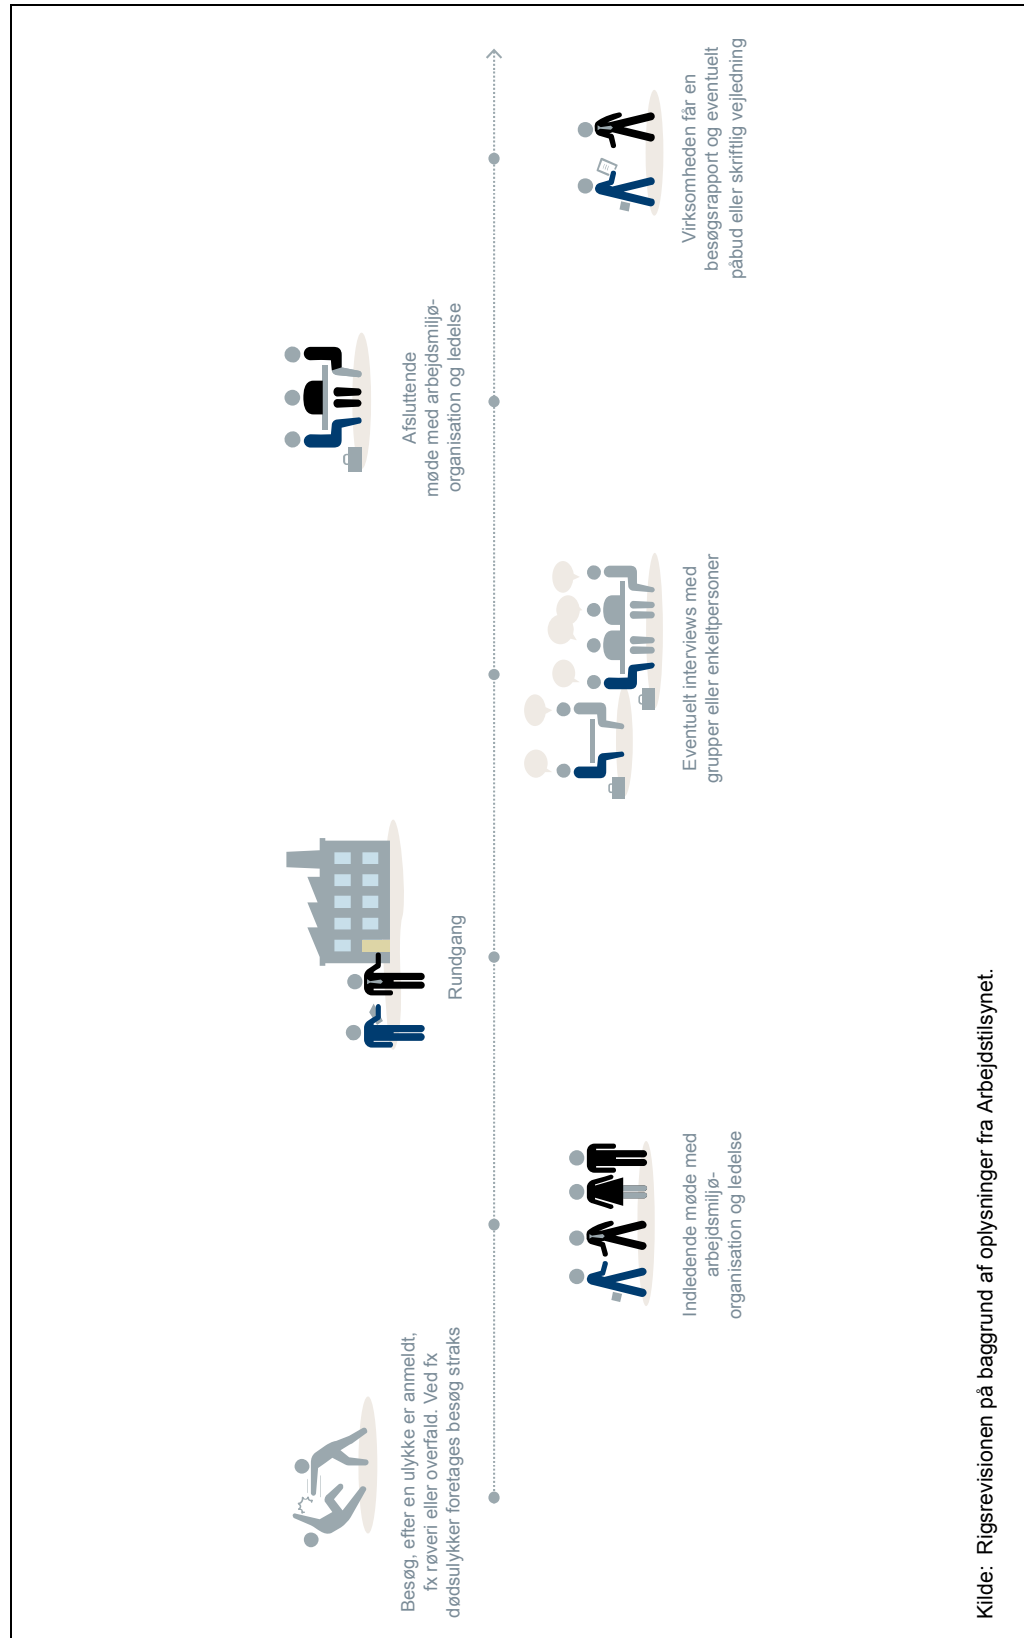 Besøg, efter en ulykke er anmeldt,
fx røveri eller overfald. Ved fx
dødsulykker foretages besøg straks
Indledende møde med
arbejdsmiljø-
organisation og ledelse
Rundgang
Eventuelt interviews med
grupper eller enkeltpersoner
Afsluttende
møde med arbejdsmiljø-
organisation og ledelse
Virksomheden får en
besøgsrapport og eventuelt
påbud eller skriftlig vejledning
Kilde: Rigsrevisionen på baggrund af oplysninger fra Arbejdstilsynet.